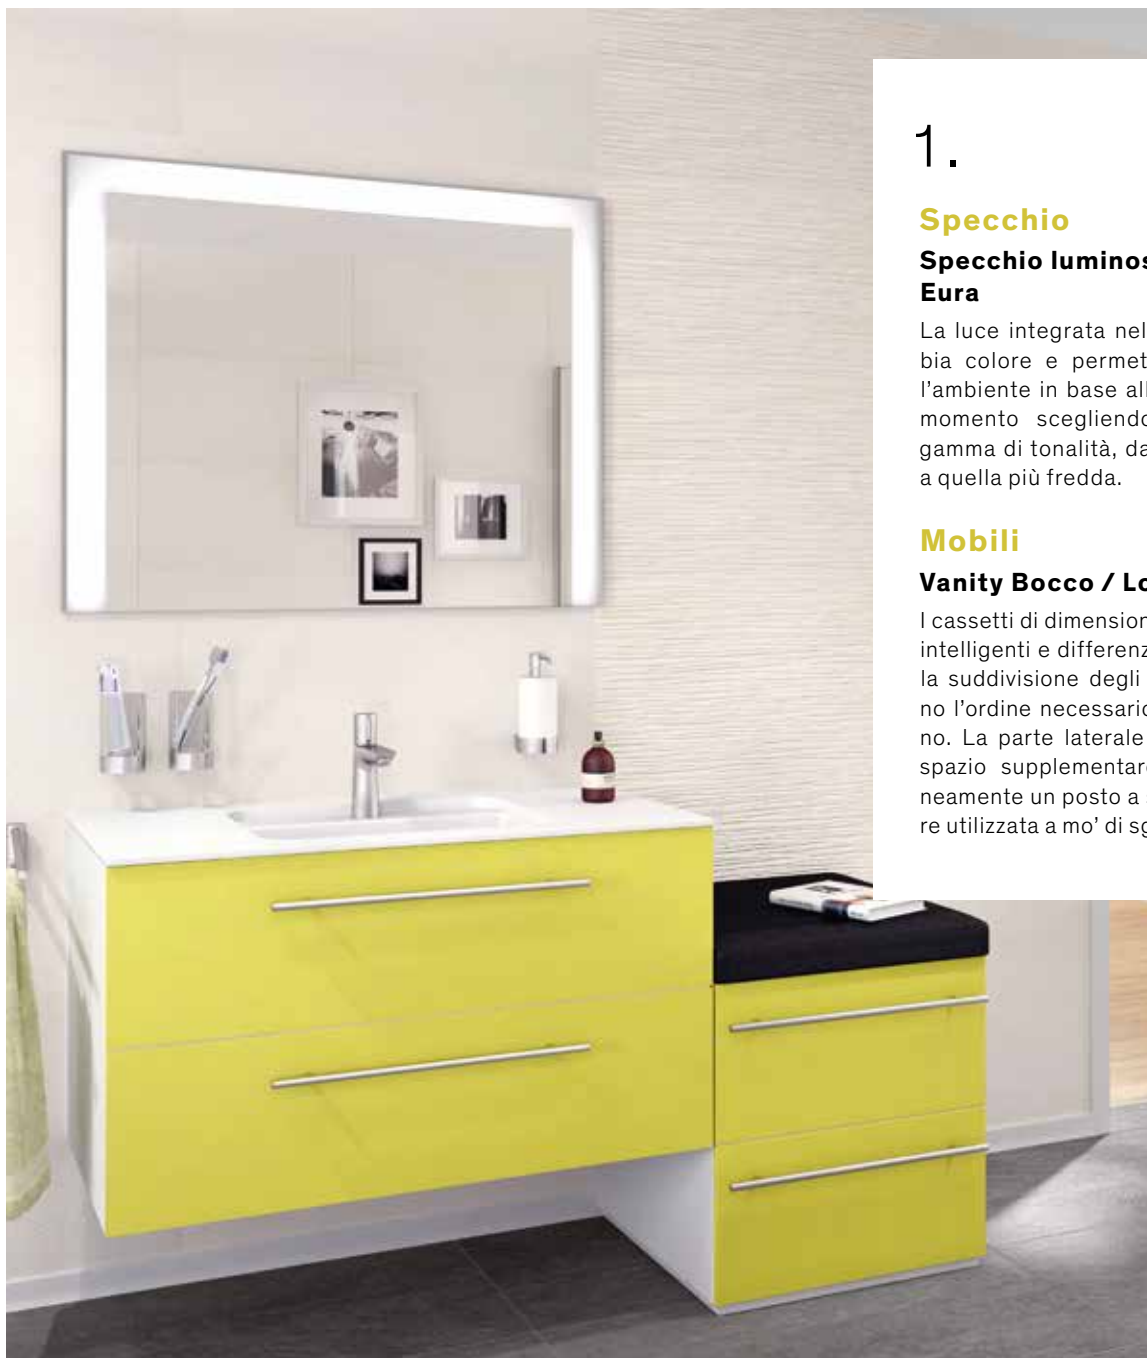 1.
Specchio
Specchio luminos
Eura
La luce integrata nel
bia colore e permet
l’ambiente in base all
momento scegliendo
gamma di tonalità, da
a quella più fredda.
Mobili
Vanity Bocco / Lo
I cassetti di dimension
intelligenti e differenz
la suddivisione degli
no l’ordine necessario
no. La parte laterale
spazio supplementare
neamente un posto a
re utilizzata a mo’ di sg